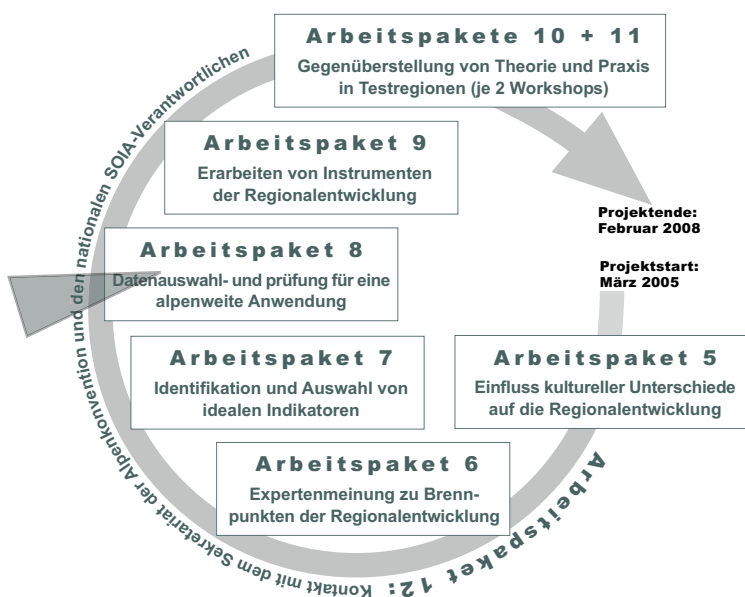 Arbeitspakete 10 + 11
Gegenüberstellung von Theorie und Praxis
in Testregionen (je 2 Workshops)
Arbeitspaket 9
Erarbeiten von Instrumenten
der Regionalentwicklung
Projektende:
Februar 2008
Projektstart:
März 2005
Arbeitspaket 8
Datenauswahl- und prüfung für eine
alpenweite Anwendung
Arbeitspaket 7
Identifikation und Auswahl von
idealen Indikatoren
Arbeitspaket 5
Einfluss kultureller Unterschiede
auf die Regionalentwicklung
Arbeitspaket 6
Expertenmeinung zu Brenn-
punkten der Regionalentwicklung
Arbeitspaket 12: Kontakt mit dem Sekretariat der Alpenkonvention und den nationalen SOIA-Verantwortlichen